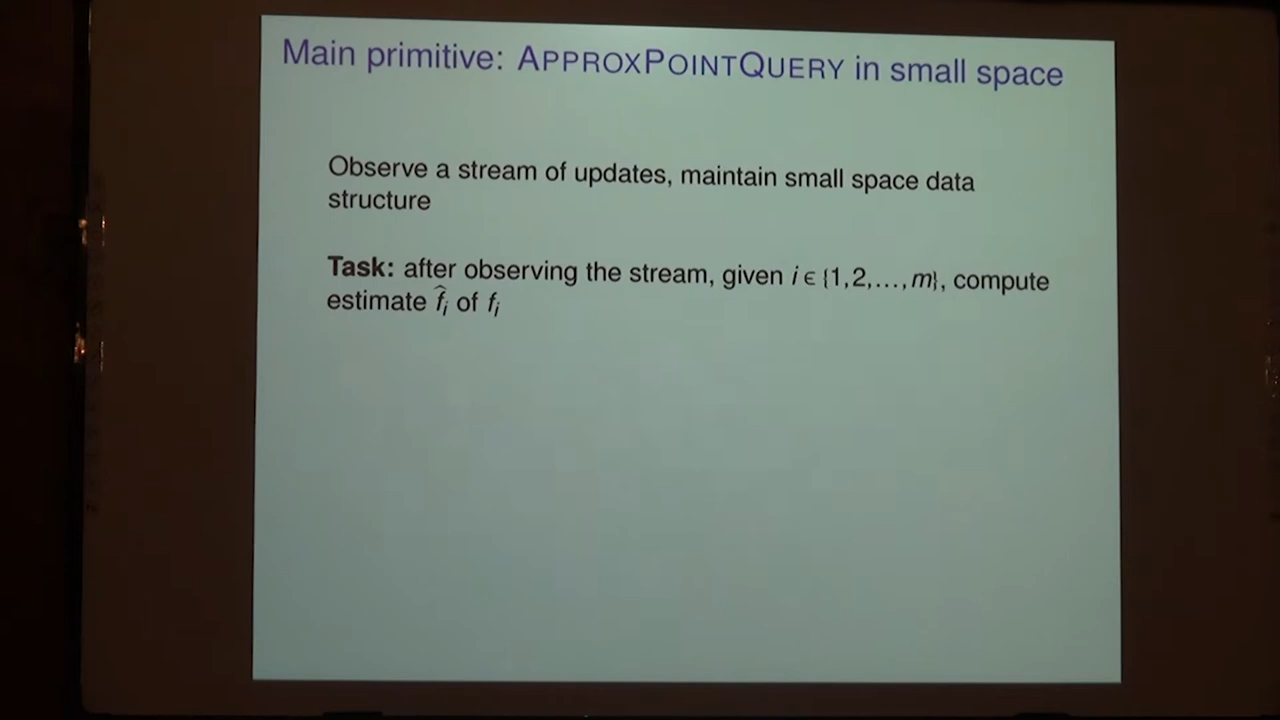 Main primitive: APPROXPOINTQUERY in small space
Observe a stream of updates, maintain small space data
structure
Task: after observing the stream, given i ∈ {1,2,...,m}, compute
estimate f̂ᵢ of fᵢ